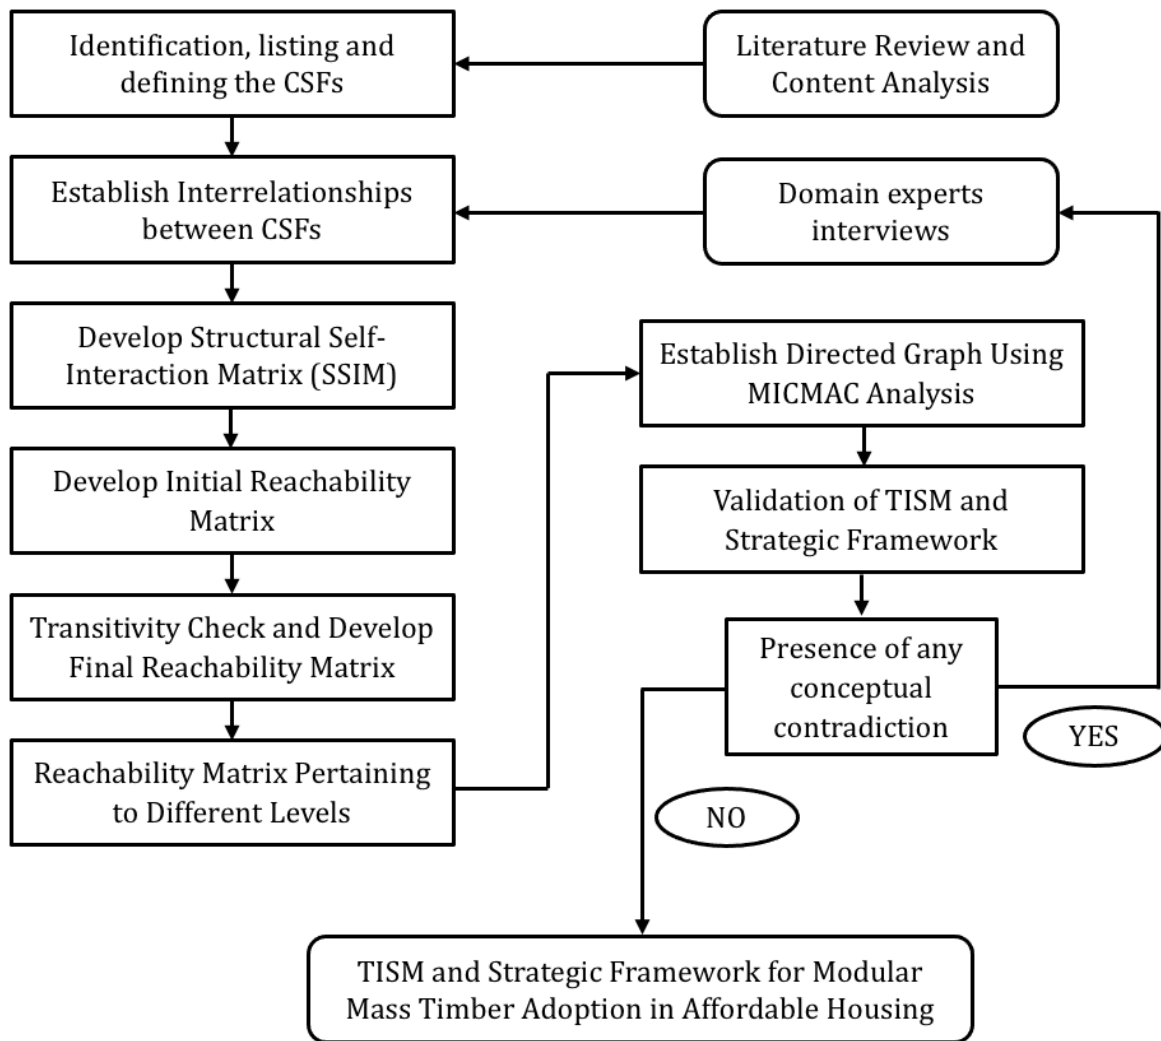 Identification, listing and
defining the CSFs
Literature Review and
Content Analysis
Establish Interrelationships
between CSFs
Domain experts
interviews
Develop Structural Self-
Interaction Matrix (SSIM)
Establish Directed Graph Using
MICMAC Analysis
Develop Initial Reachability
Matrix
Validation of TISM and
Strategic Framework
Transitivity Check and Develop
Final Reachability Matrix
Presence of any
conceptual
contradiction
YES
Reachability Matrix Pertaining
to Different Levels
NO
TISM and Strategic Framework for Modular
Mass Timber Adoption in Affordable Housing